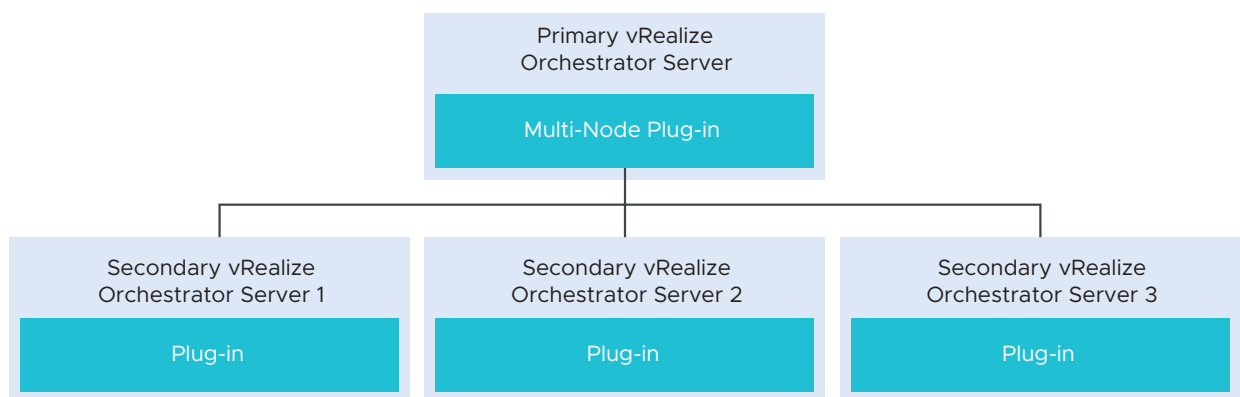 Primary vRealize
Orchestrator Server
Multi-Node Plug-in
Secondary vRealize
Orchestrator Server 1
Plug-in
Secondary vRealize
Orchestrator Server 2
Plug-in
Secondary vRealize
Orchestrator Server 3
Plug-in